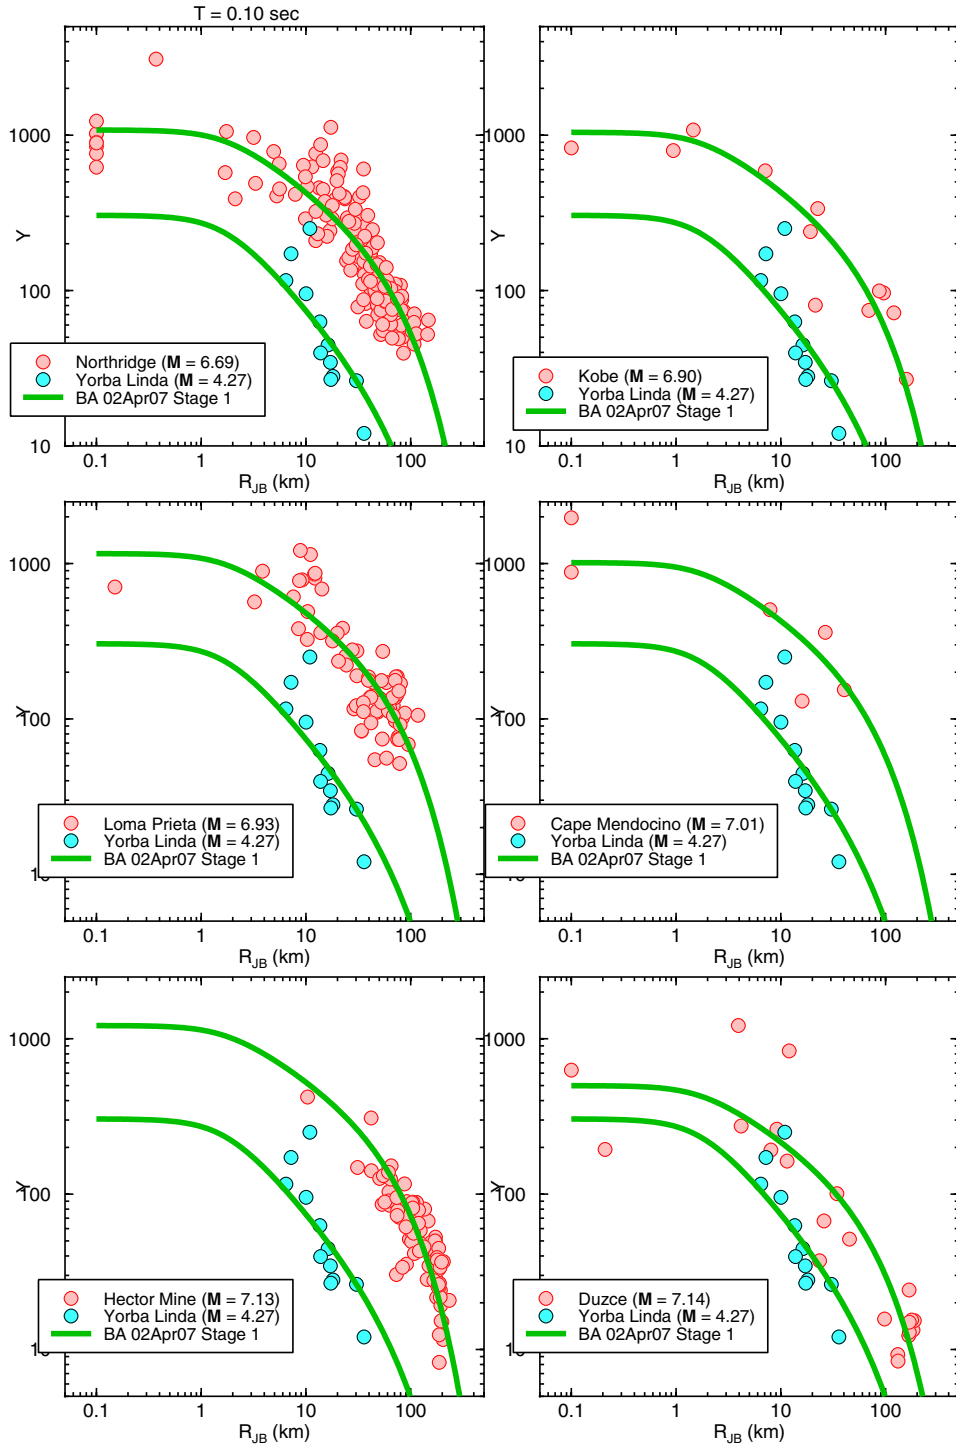 T = 0.10 sec
1000
100
10
Y
Northridge (M = 6.69)
Yorba Linda (M = 4.27)
BA 02Apr07 Stage 1
0.1 1 10 100
R_JB (km)
1000
100
10
Y
Kobe (M = 6.90)
Yorba Linda (M = 4.27)
BA 02Apr07 Stage 1
0.1 1 10 100
R_JB (km)
1000
100
Y
Loma Prieta (M = 6.93)
Yorba Linda (M = 4.27)
BA 02Apr07 Stage 1
0.1 1 10 100
R_JB (km)
1000
100
Y
Cape Mendocino (M = 7.01)
Yorba Linda (M = 4.27)
BA 02Apr07 Stage 1
0.1 1 10 100
R_JB (km)
1000
100
Y
Hector Mine (M = 7.13)
Yorba Linda (M = 4.27)
BA 02Apr07 Stage 1
0.1 1 10 100
R_JB (km)
1000
100
Y
Duzce (M = 7.14)
Yorba Linda (M = 4.27)
BA 02Apr07 Stage 1
0.1 1 10 100
R_JB (km)